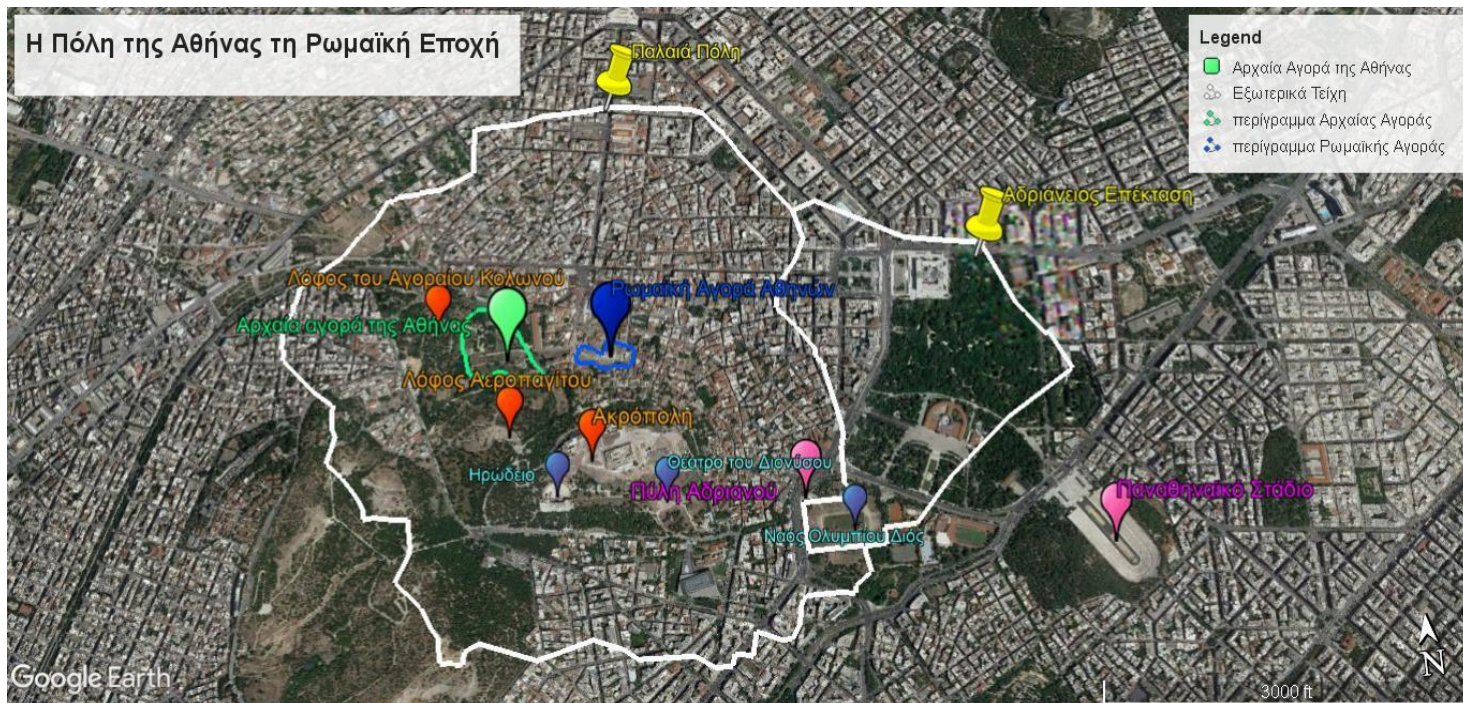 Η Πόλη της Αθήνας τη Ρωμαϊκή Εποχή
Legend
Αρχαία Αγορά της Αθήνας
Εξωτερικά Τείχη
περίγραμμα Αρχαίας Αγοράς
περίγραμμα Ρωμαϊκής Αγοράς
Παλαιά Πόλη
Αδριάνειος Επέκταση
Λόφος του Αγοραίου Κολωνού
Ρωμαϊκή Αγορά Αθηνών
Αρχαία αγορά της Αθήνας
Λόφος Αεροπαγίτου
Ακρόπολη
Θέατρο του Διονύσου
Ηρώδειο
Πύλη Αδριανού
Παναθηναϊκό Στάδιο
Ναός Ολυμπίου Διός
Google Earth
N
3000 ft